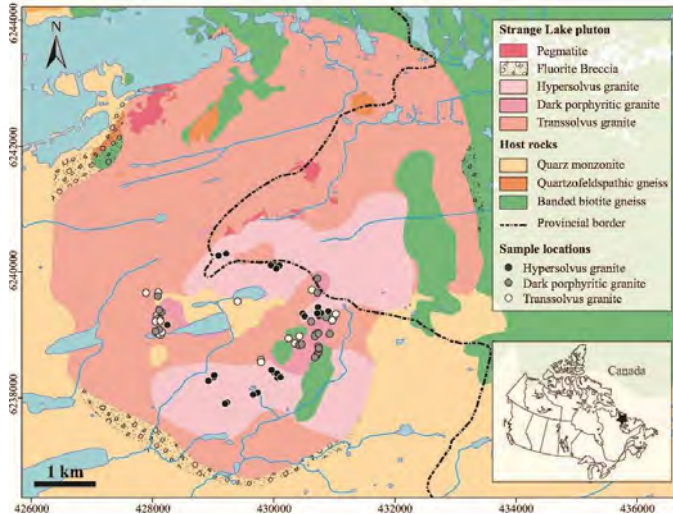 Strange Lake pluton
Pegmatite
Fluorite Breccia
Hypersolvus granite
Dark porphyritic granite
Transsolvus granite
Host rocks
Quarz monzonite
Quartzofeldspathic gneiss
Banded biotite gneiss
Provincial border
Sample locations
Hypersolvus granite
Dark porphyritic granite
Transsolvus granite
Canada
N
6244000
6242000
6240000
6238000
1 km
426000
428000
430000
432000
434000
436000